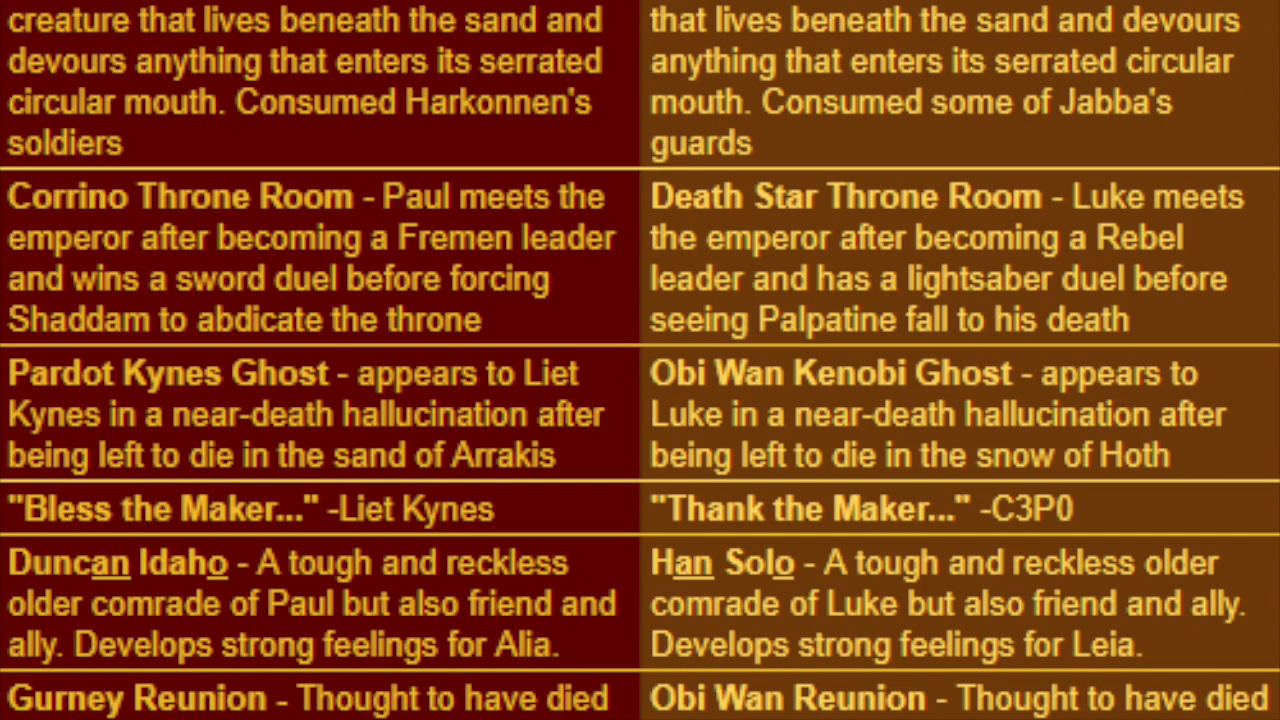 creature that lives beneath the sand and
devours anything that enters its serrated
circular mouth. Consumed Harkonnen's
soldiers
that lives beneath the sand and devours
anything that enters its serrated circular
mouth. Consumed some of Jabba's
guards
Corrino Throne Room - Paul meets the
emperor after becoming a Fremen leader
and wins a sword duel before forcing
Shaddam to abdicate the throne
Death Star Throne Room - Luke meets
the emperor after becoming a Rebel
leader and has a lightsaber duel before
seeing Palpatine fall to his death
Pardot Kynes Ghost - appears to Liet
Kynes in a near-death hallucination after
being left to die in the sand of Arrakis
Obi Wan Kenobi Ghost - appears to
Luke in a near-death hallucination after
being left to die in the snow of Hoth
"Bless the Maker..." -Liet Kynes
"Thank the Maker..." -C3P0
Duncan Idaho - A tough and reckless
older comrade of Paul but also friend and
ally. Develops strong feelings for Alia.
Han Solo - A tough and reckless older
comrade of Luke but also friend and ally.
Develops strong feelings for Leia.
Gurney Reunion - Thought to have died
Obi Wan Reunion - Thought to have died